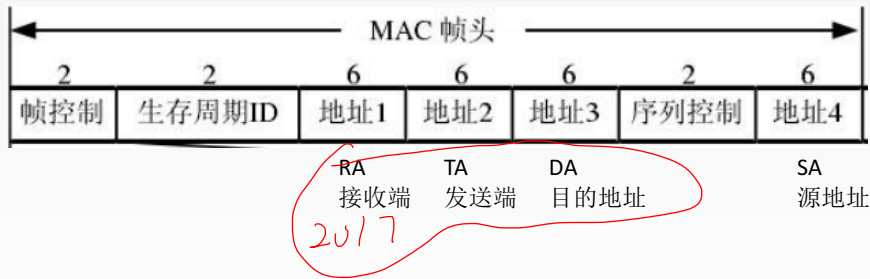 MAC 帧头
2 2 6 6 6 2 6
帧控制 生存周期ID 地址1 地址2 地址3 序列控制 地址4
RA TA DA SA
接收端 发送端 目的地址 源地址
2017